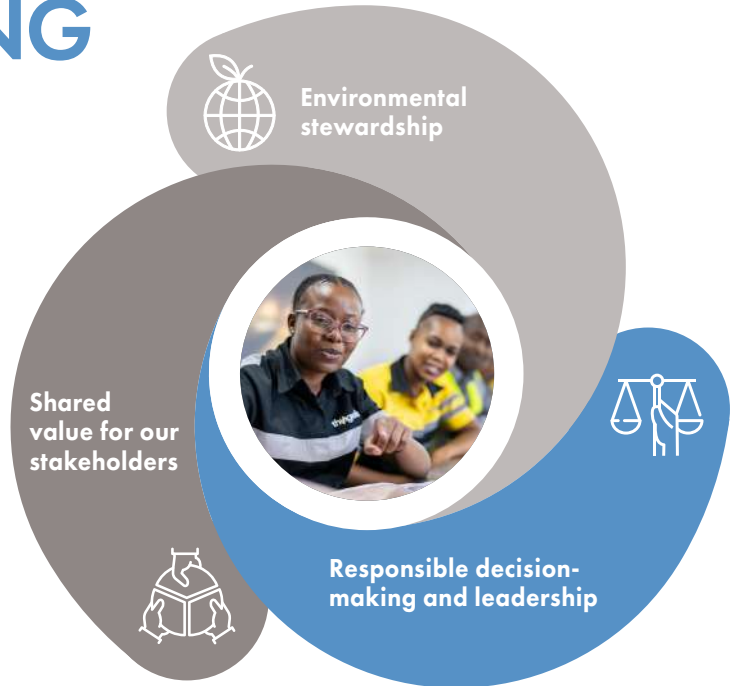 NG
Environmental
stewardship
Shared
value for our
stakeholders
Responsible decision-
making and leadership